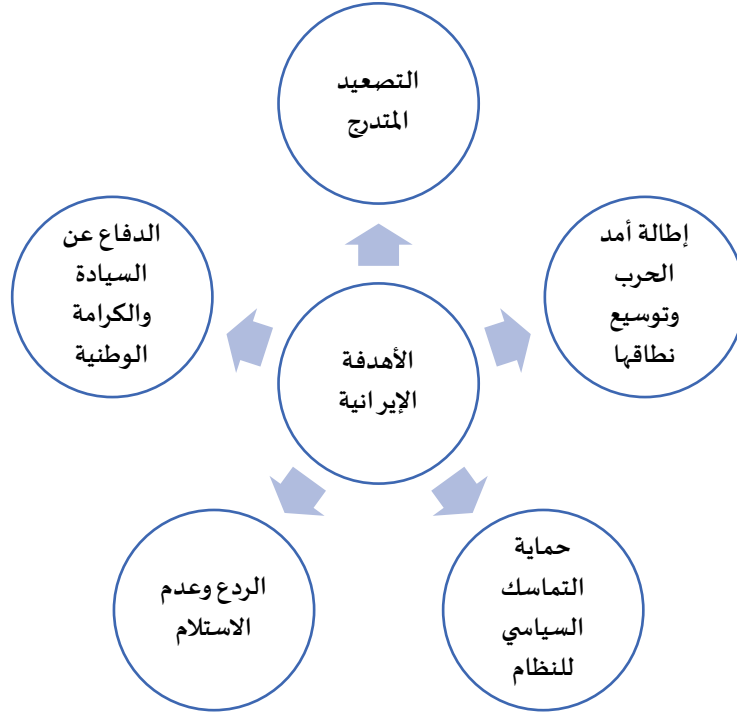 التصعيد
المتدرج
إطالة أمد
الحرب
وتوسيع
نطاقها
الدفاع عن
السيادة
والكرامة
الوطنية
الأهدفة
الإيرانية
حماية
التماسك
السياسي
للنظام
الردع وعدم
الاستلام